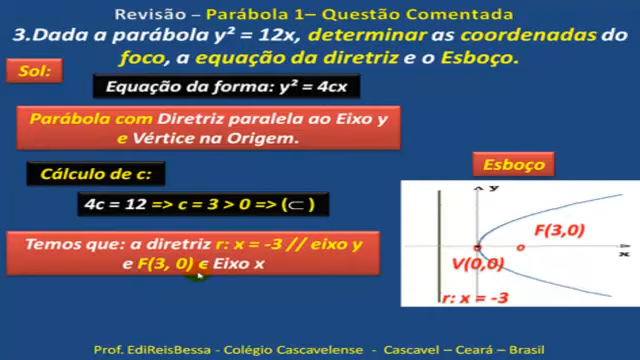 Revisão – Parábola 1– Questão Comentada
3.Dada a parábola y² = 12x, determinar as coordenadas do
foco, a equação da diretriz e o Esboço.
Sol:
Equação da forma: y² = 4cx
Parábola com Diretriz paralela ao Eixo y
e Vértice na Origem.
Cálculo de c:
4c = 12 => c = 3 > 0 => (⊂ )
Temos que: a diretriz r: x = -3 // eixo y
e F(3, 0) ϵ Eixo x
Esboço
y
F(3,0)
x
V(0,0)
r: x = -3
Prof. EdiReisBessa - Colégio Cascavelense - Cascavel – Ceará – Brasil